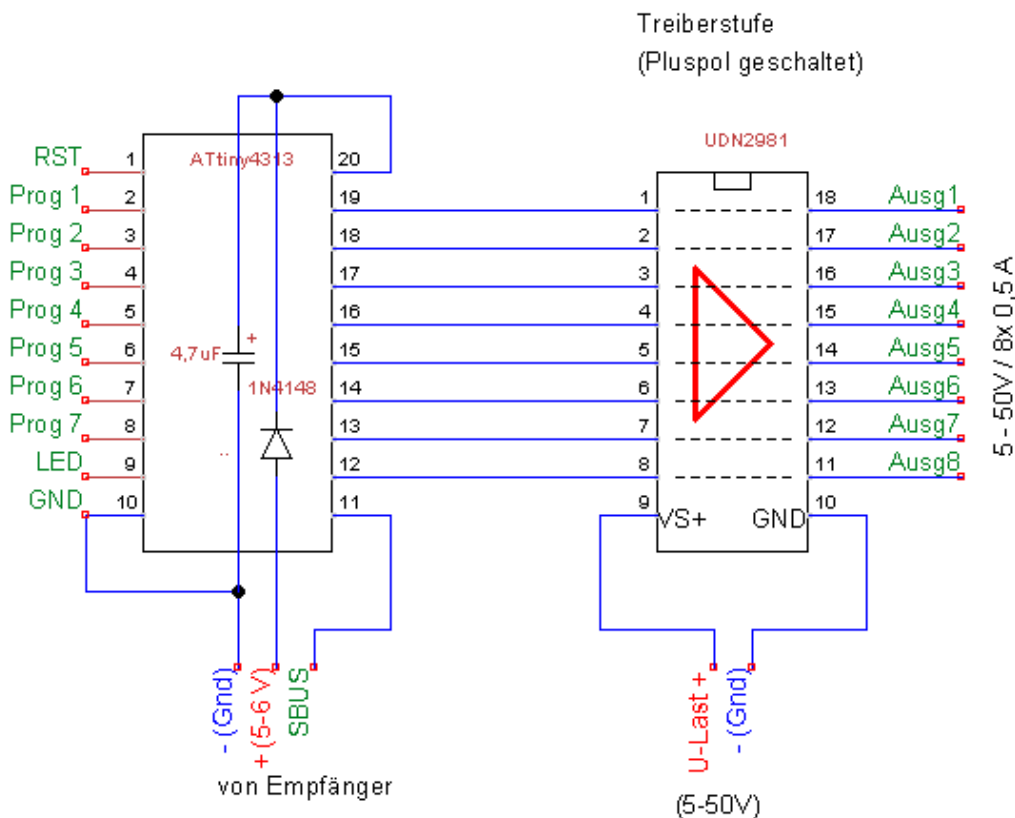 Treiberstufe
(Pluspol geschaltet)
UDN2981
ATtiny4313
RST 1 20
Prog 1 2 19 1 18 Ausg1
Prog 2 3 18 2 17 Ausg2
Prog 3 4 17 3 16 Ausg3
Prog 4 5 16 4 15 Ausg4
Prog 5 6 15 5 14 Ausg5
Prog 6 7 14 6 13 Ausg6
Prog 7 8 13 7 12 Ausg7
LED 9 12 8 11 Ausg8
GND 10 11 9 10
VS+ GND
+
4,7uF
1N4148
5 - 50V / 8x 0,5 A
- (Gnd)
+ (5-6 V)
SBUS
von Empfänger
U-Last +
- (Gnd)
(5-50V)